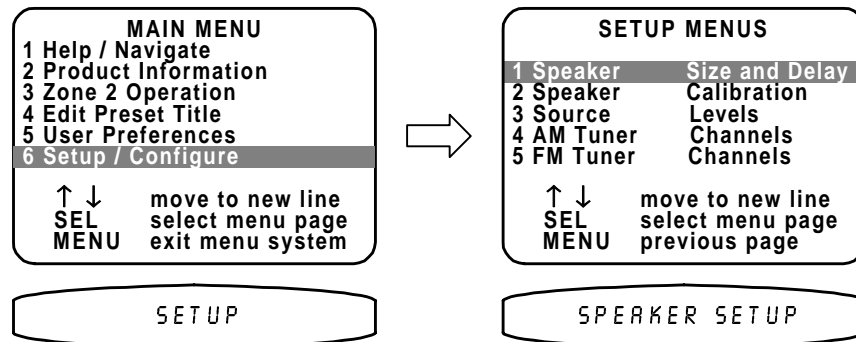 MAIN MENU
1 Help / Navigate
2 Product Information
3 Zone 2 Operation
4 Edit Preset Title
5 User Preferences
6 Setup / Configure
↑ ↓ move to new line
SEL select menu page
MENU exit menu system
SETUP
SETUP MENUS
1 Speaker Size and Delay
2 Speaker Calibration
3 Source Levels
4 AM Tuner Channels
5 FM Tuner Channels
↑ ↓ move to new line
SEL select menu page
MENU previous page
SPEAKER SETUP